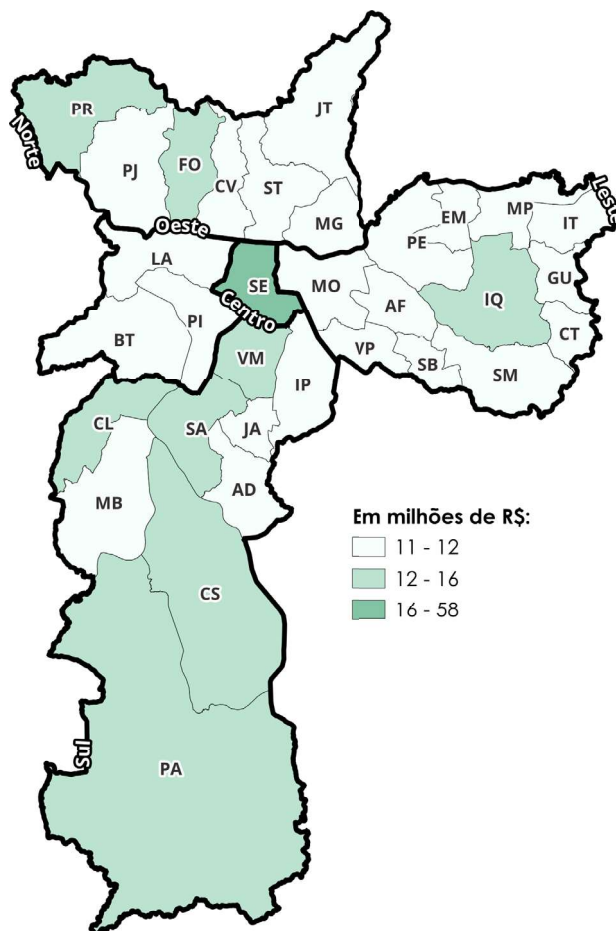 JT
PR
Norte
PJ
FO
CV
ST
MG
Oeste
Leste
EM
MP
IT
PE
LA
SE
MO
GU
AF
IQ
Centro
BT
PI
CT
VM
VP
SB
SM
IP
CL
SA
JA
MB
AD
Em milhões de R$:
11 - 12
12 - 16
16 - 58
CS
Sul
PA